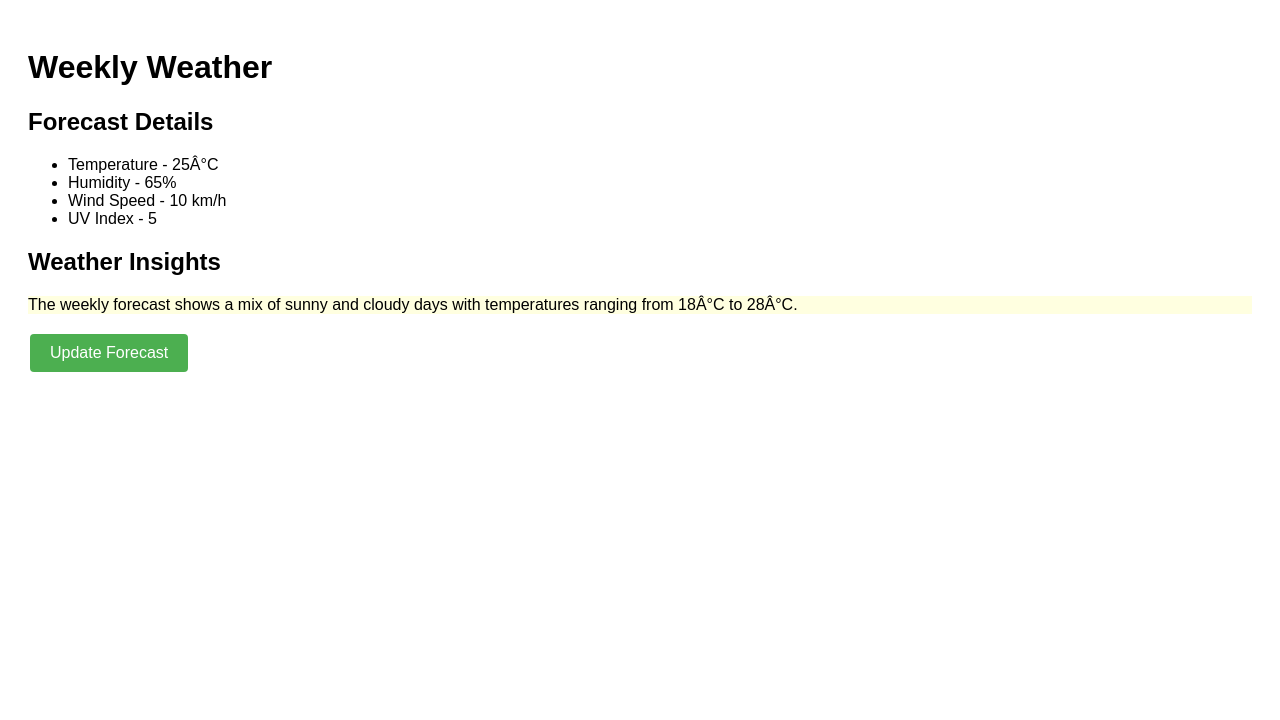 Weekly Weather
Forecast Details
Temperature - 25Â°C
Humidity - 65%
Wind Speed - 10 km/h
UV Index - 5
Weather Insights
The weekly forecast shows a mix of sunny and cloudy days with temperatures ranging from 18Â°C to 28Â°C.
Update Forecast